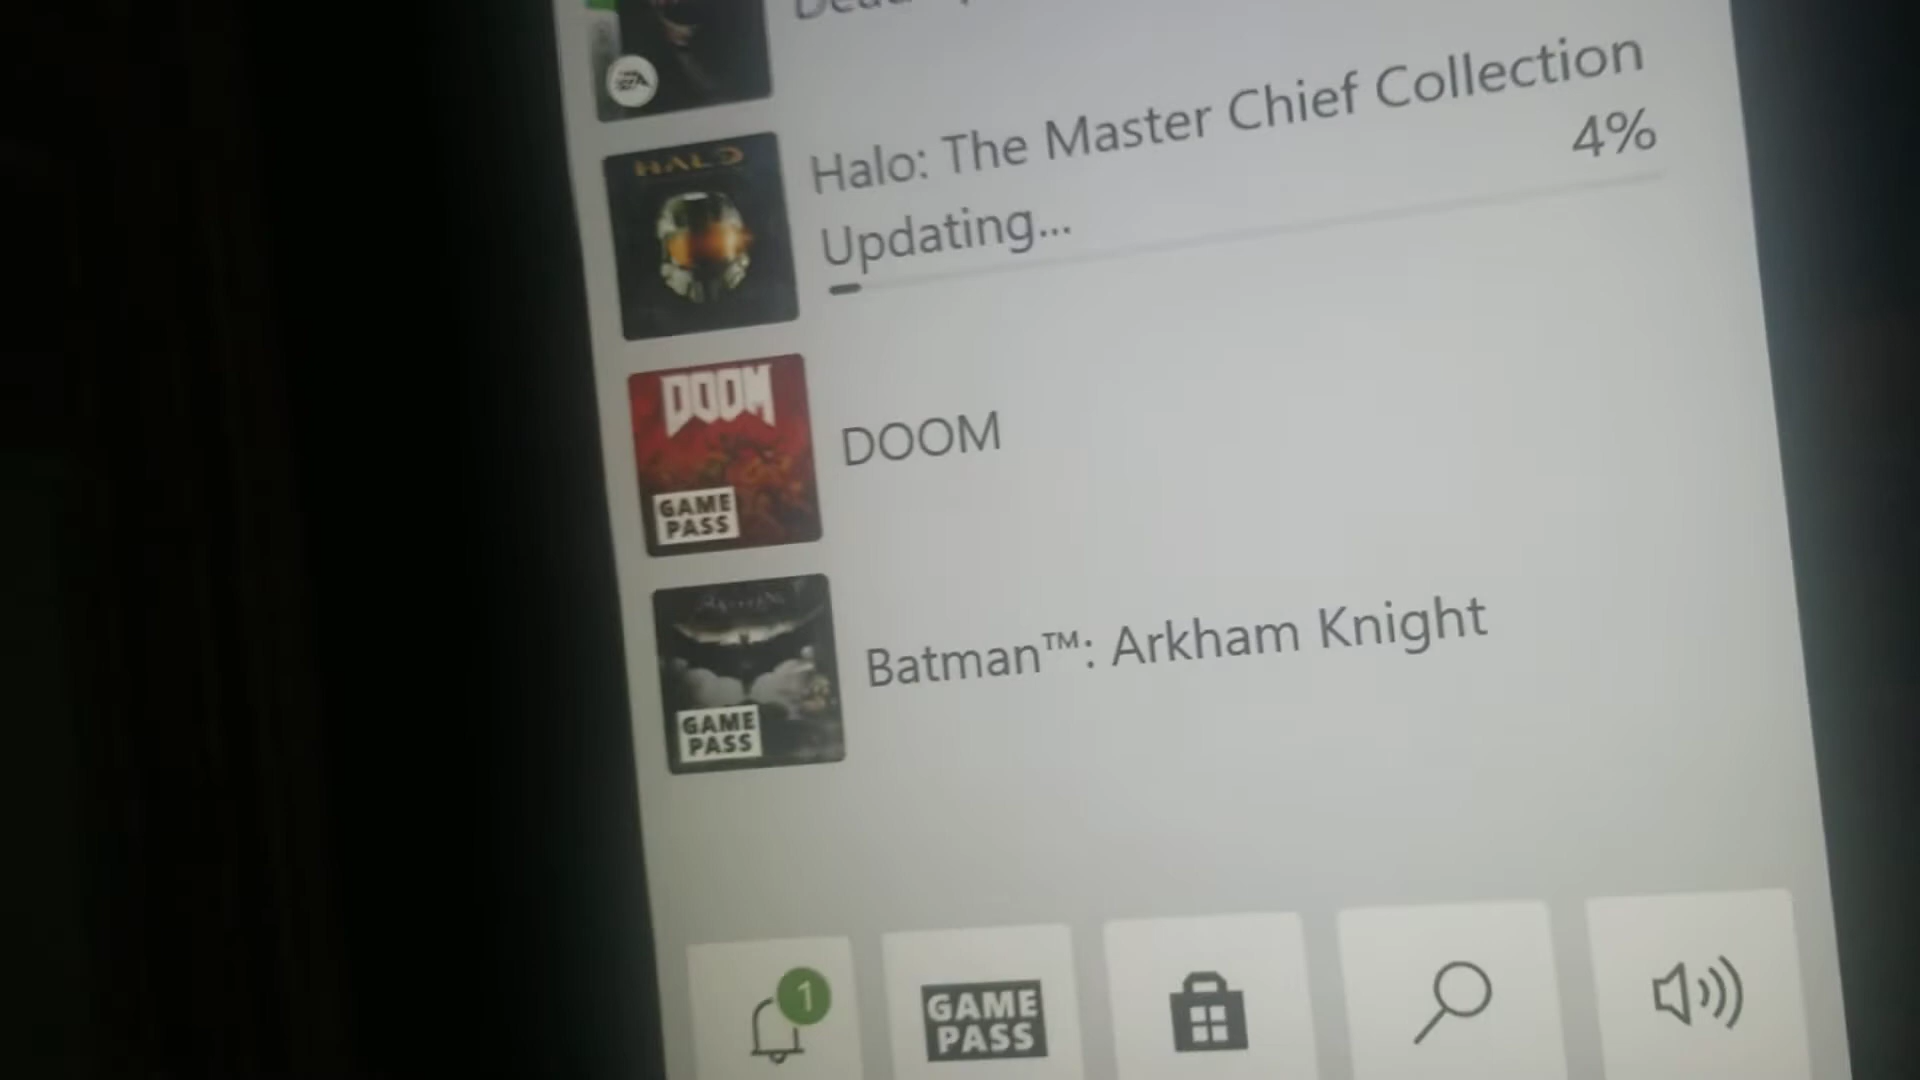 EA
Halo: The Master Chief Collection
4%
Updating...
HALO
DOOM
GAME
PASS
DOOM
Batman™: Arkham Knight
GAME
PASS
1
GAME
PASS